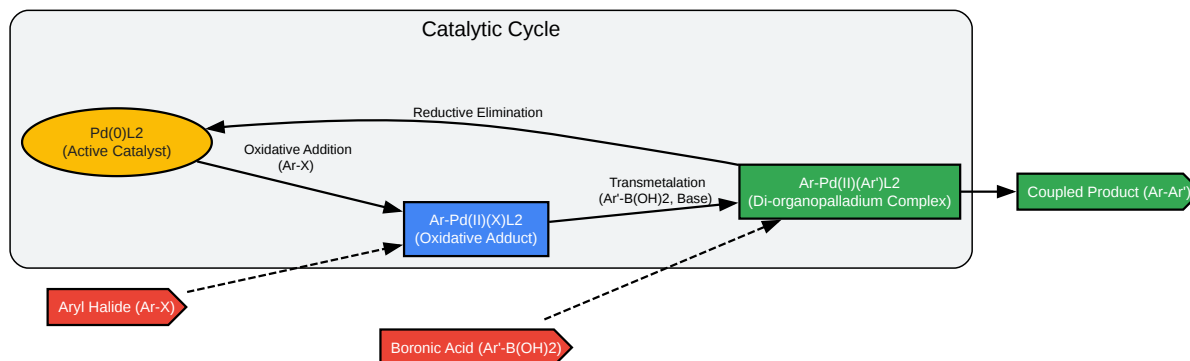 Catalytic Cycle
Reductive Elimination
Pd(0)L2
(Active Catalyst)
Oxidative Addition
(Ar-X)
Transmetalation
(Ar'-B(OH)2, Base)
Ar-Pd(II)(Ar')L2
(Di-organopalladium Complex)
Coupled Product (Ar-Ar')
Ar-Pd(II)(X)L2
(Oxidative Adduct)
Aryl Halide (Ar-X)
Boronic Acid (Ar'-B(OH)2)